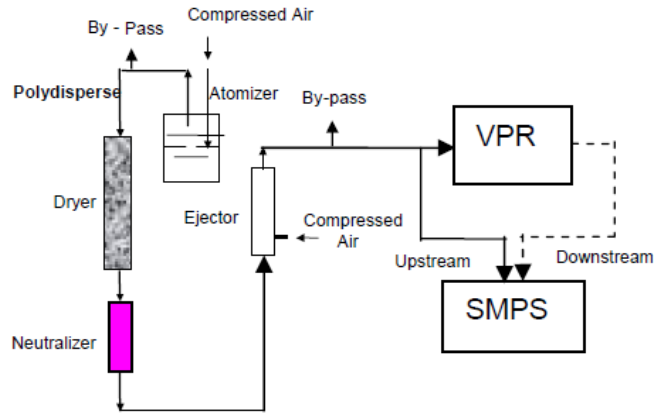 Compressed Air
By - Pass
Polydisperse
Atomizer
By-pass
VPR
Dryer
Ejector
Compressed
Air
Upstream
Downstream
SMPS
Neutralizer